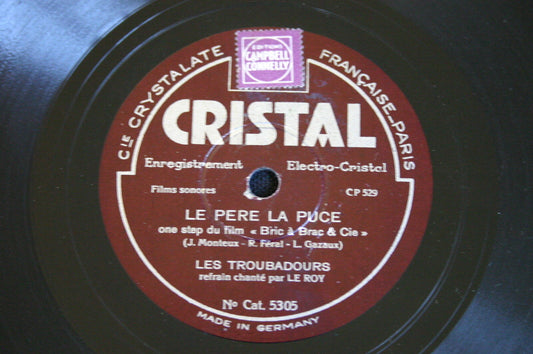 EDITIONS
CAMPBELL
CONNELLY
CIE CRYSTALATE FRANÇAISE-PARIS
CRISTAL
Enregistrement Electro-Cristal
Films sonores CP 529
LE PERE LA PUCE
one step du film « Bric à Brac & Cie »
(J. Monteux - R. Féral - L. Gazaux)
LES TROUBADOURS
refrain chanté par LE ROY
No Cat. 5305
MADE IN GERMANY